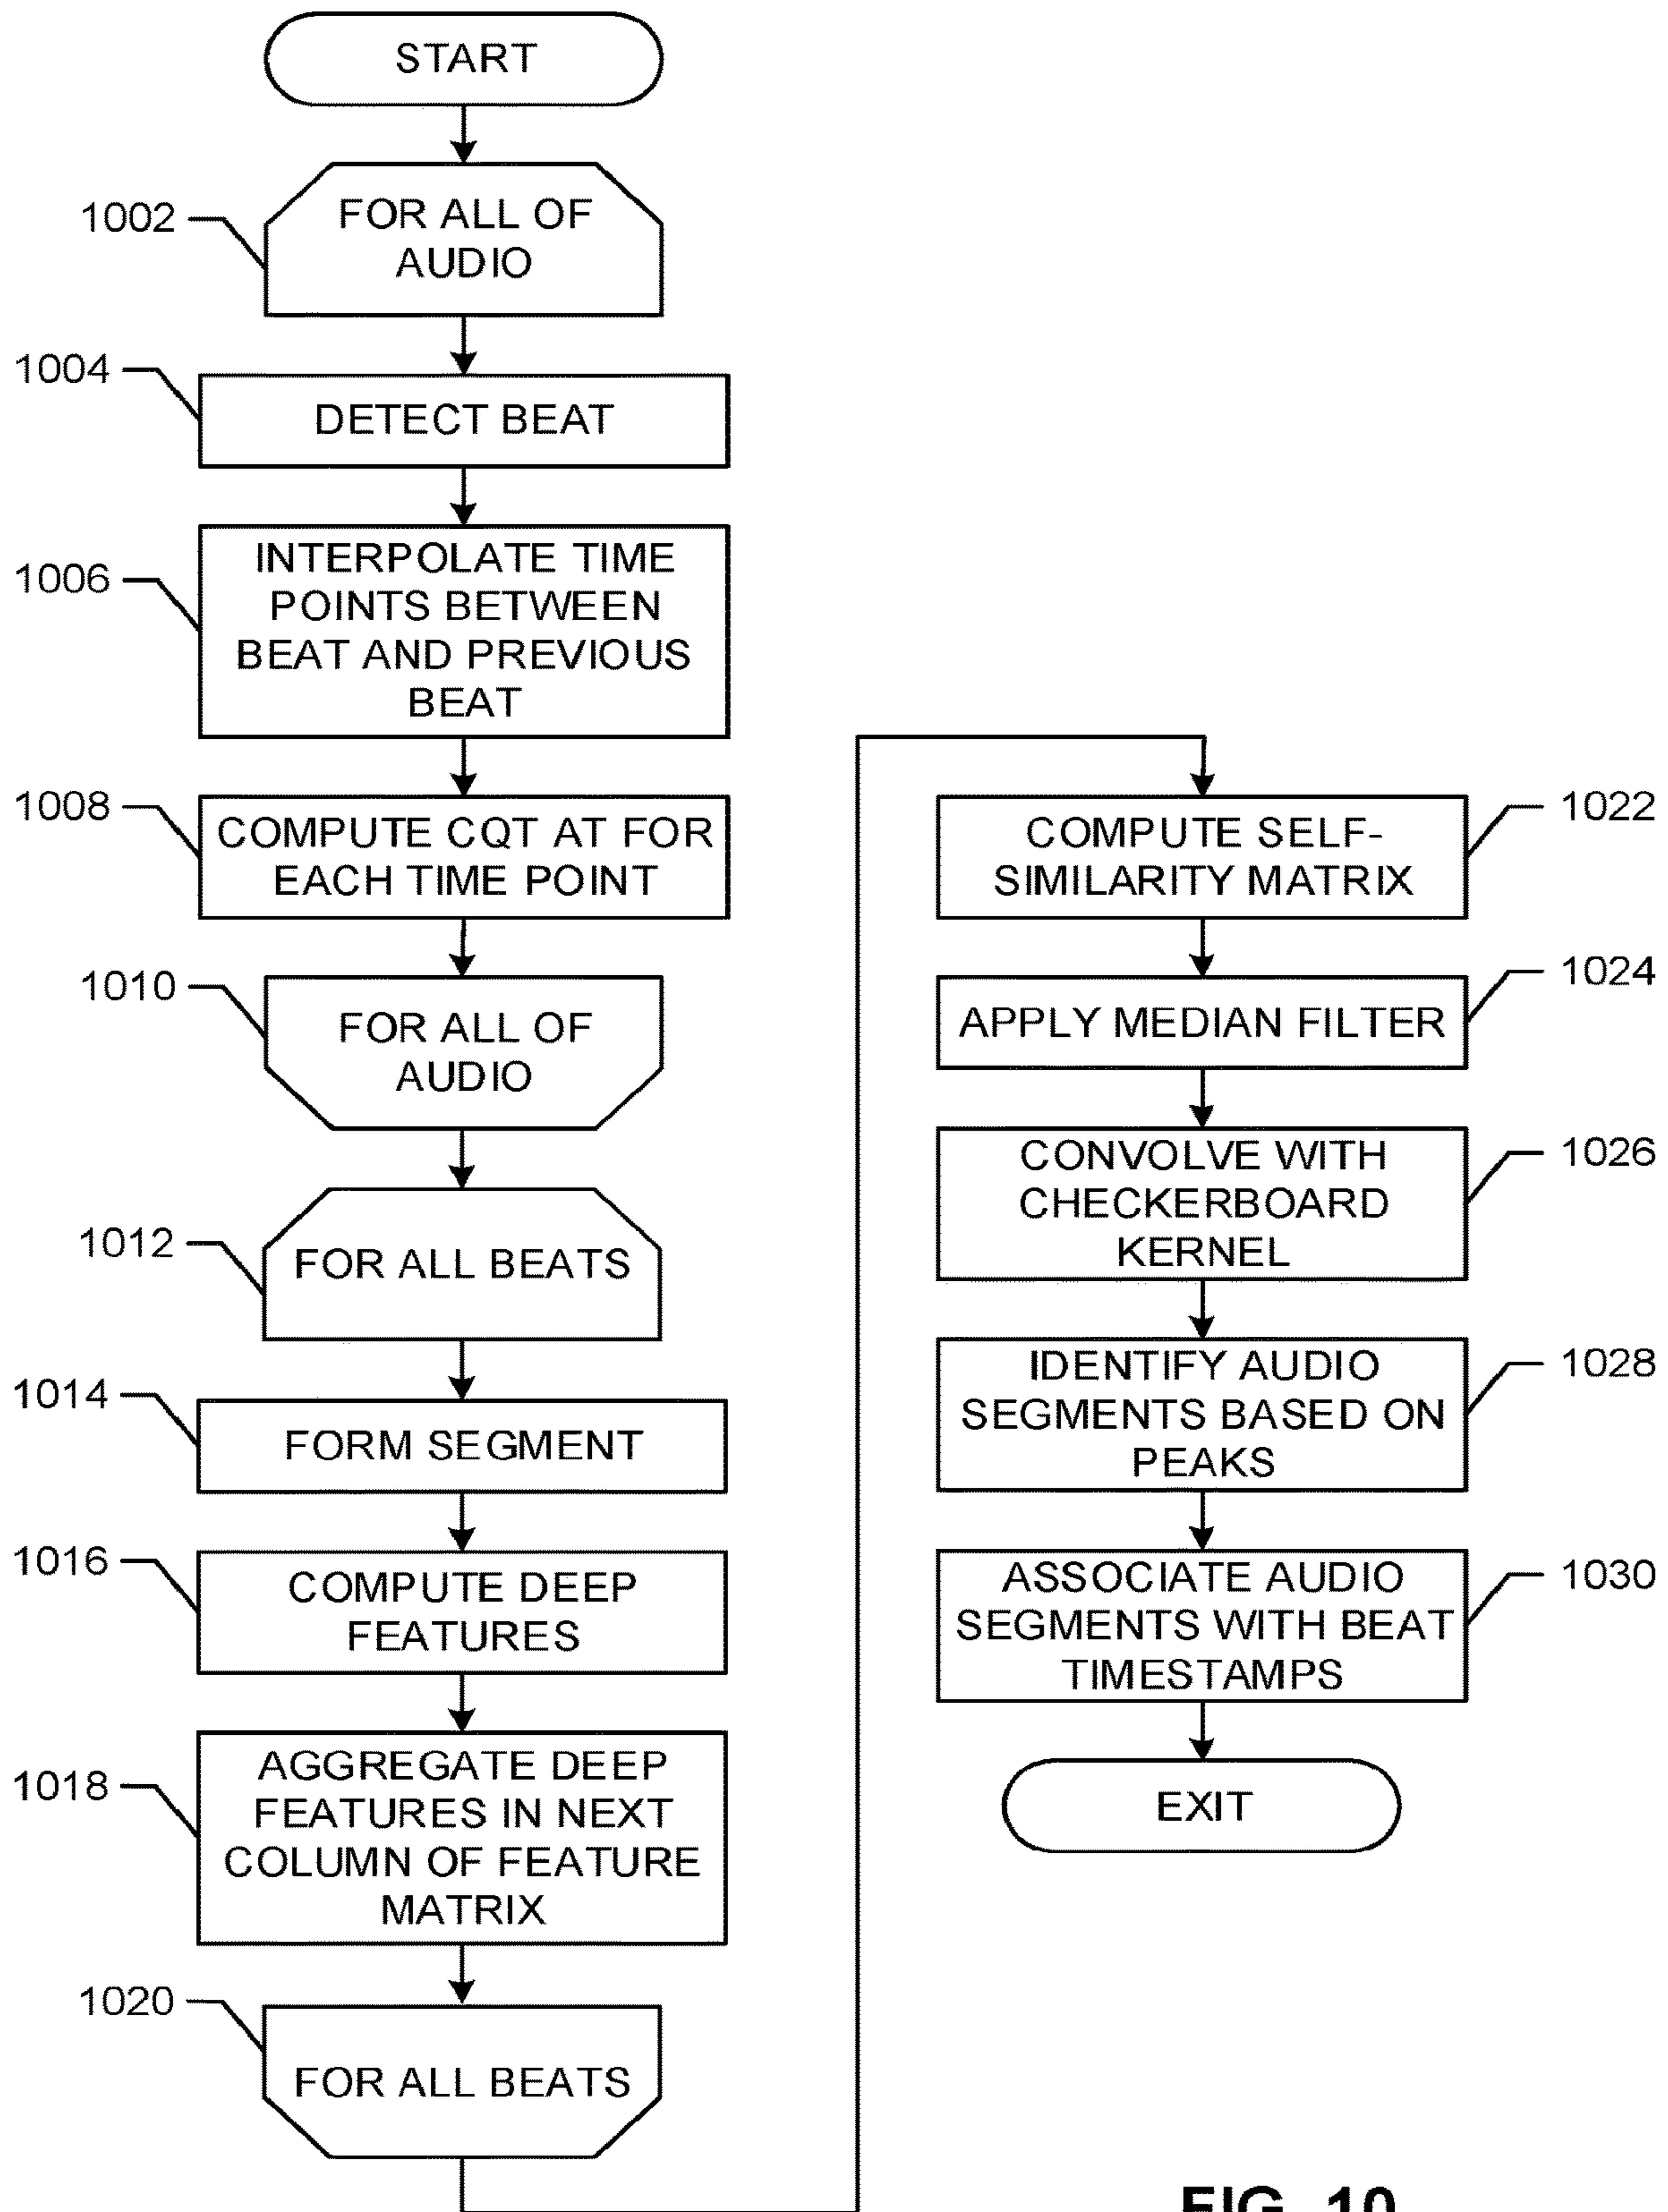 START
1002
FOR ALL OF
AUDIO
1004
DETECT BEAT
1006
INTERPOLATE TIME
POINTS BETWEEN
BEAT AND PREVIOUS
BEAT
1008
COMPUTE CQT AT FOR
EACH TIME POINT
1010
FOR ALL OF
AUDIO
1012
FOR ALL BEATS
1014
FORM SEGMENT
1016
COMPUTE DEEP
FEATURES
1018
AGGREGATE DEEP
FEATURES IN NEXT
COLUMN OF FEATURE
MATRIX
1020
FOR ALL BEATS
1022
COMPUTE SELF-
SIMILARITY MATRIX
1024
APPLY MEDIAN FILTER
1026
CONVOLVE WITH
CHECKERBOARD
KERNEL
1028
IDENTIFY AUDIO
SEGMENTS BASED ON
PEAKS
1030
ASSOCIATE AUDIO
SEGMENTS WITH BEAT
TIMESTAMPS
EXIT
FIG. 10